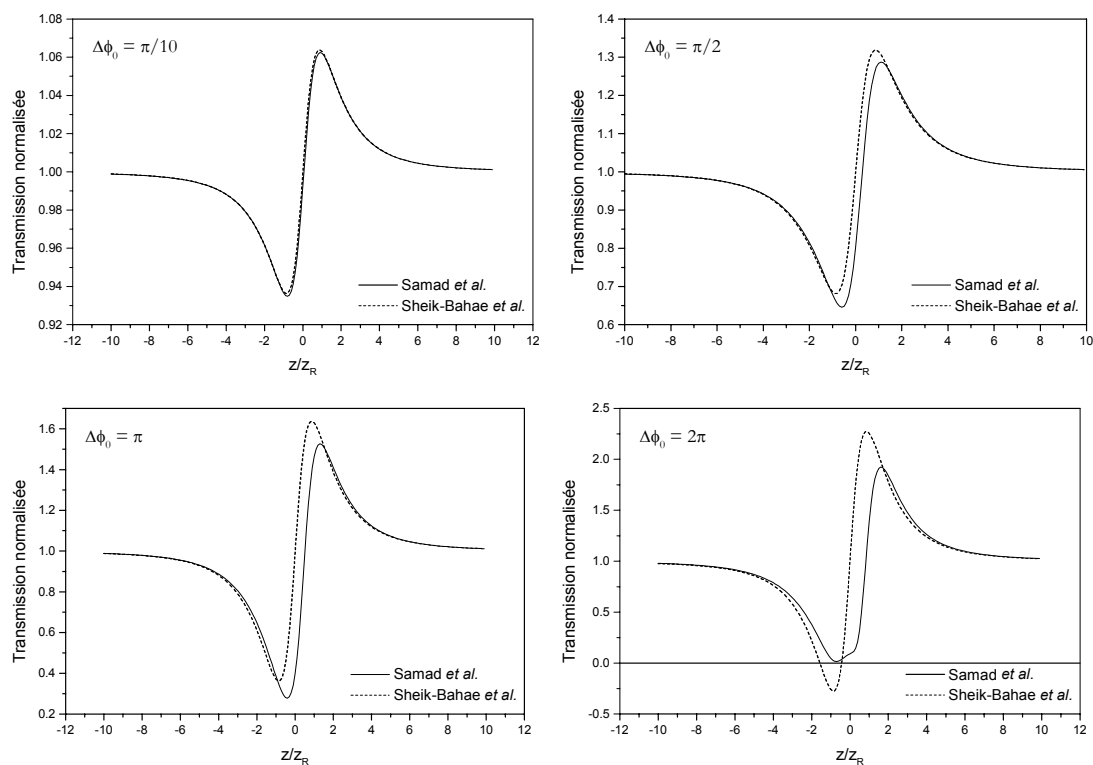 Δϕ₀ = π/10
Transmission normalisée
1.08
1.06
1.04
1.02
1.00
0.98
0.96
0.94
0.92
Samad et al.
Sheik-Bahae et al.
-12 -10 -8 -6 -4 -2 0 2 4 6 8 10 12
z/z_R
Δϕ₀ = π/2
Transmission normalisée
1.4
1.3
1.2
1.1
1.0
0.9
0.8
0.7
0.6
Samad et al.
Sheik-Bahae et al.
-10 -8 -6 -4 -2 0 2 4 6 8 10
z/z_R
Δϕ₀ = π
Transmission normalisée
1.6
1.4
1.2
1.0
0.8
0.6
0.4
0.2
Samad et al.
Sheik-Bahae et al.
-12 -10 -8 -6 -4 -2 0 2 4 6 8 10 12
z/z_R
Δϕ₀ = 2π
Transmission normalisée
2.5
2.0
1.5
1.0
0.5
0.0
-0.5
Samad et al.
Sheik-Bahae et al.
-12 -10 -8 -6 -4 -2 0 2 4 6 8 10 12
z/z_R